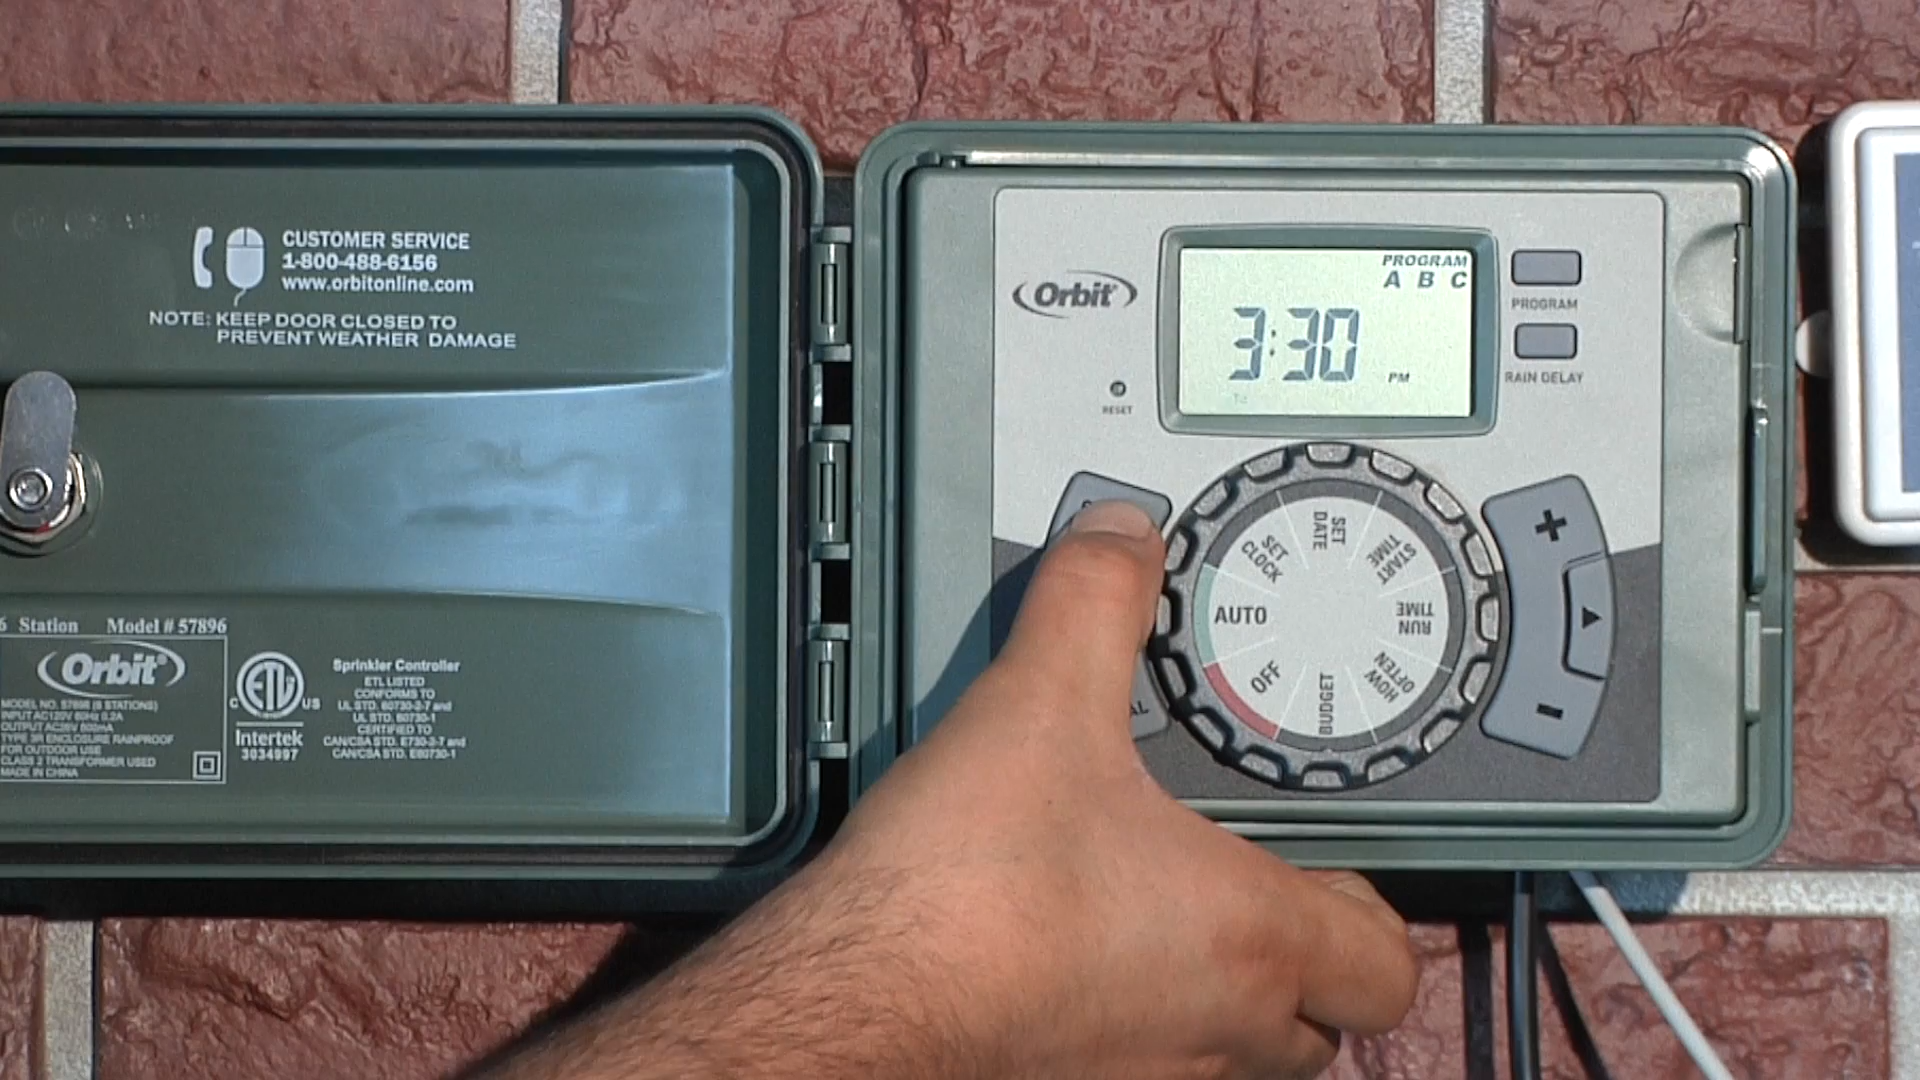 CUSTOMER SERVICE
1-800-488-6156
www.orbitonline.com
NOTE: KEEP DOOR CLOSED TO
PREVENT WEATHER DAMAGE
6 Station Model # 57896
Orbit®
MODEL NO. 57896 (6 STATIONS)
INPUT AC120V 60Hz 0.2A
OUTPUT AC26V 800mA
TYPE 3R ENCLOSURE RAINPROOF
FOR OUTDOOR USE
CLASS 2 TRANSFORMER USED
MADE IN CHINA
C ETL US
Intertek
3034997
Sprinkler Controller
ETL LISTED
CONFORMS TO
UL STD. 60730-2-7 and
UL STD. 60730-1
CERTIFIED TO
CAN/CSA STD. E730-2-7 and
CAN/CSA STD. E60730-1
Orbit®
RESET
PROGRAM
A B C
3:30
PM
PROGRAM
RAIN DELAY
SET
DATE
START
TIME
RUN
TIME
HOW
OFTEN
BUDGET
OFF
AUTO
SET
CLOCK
+
-